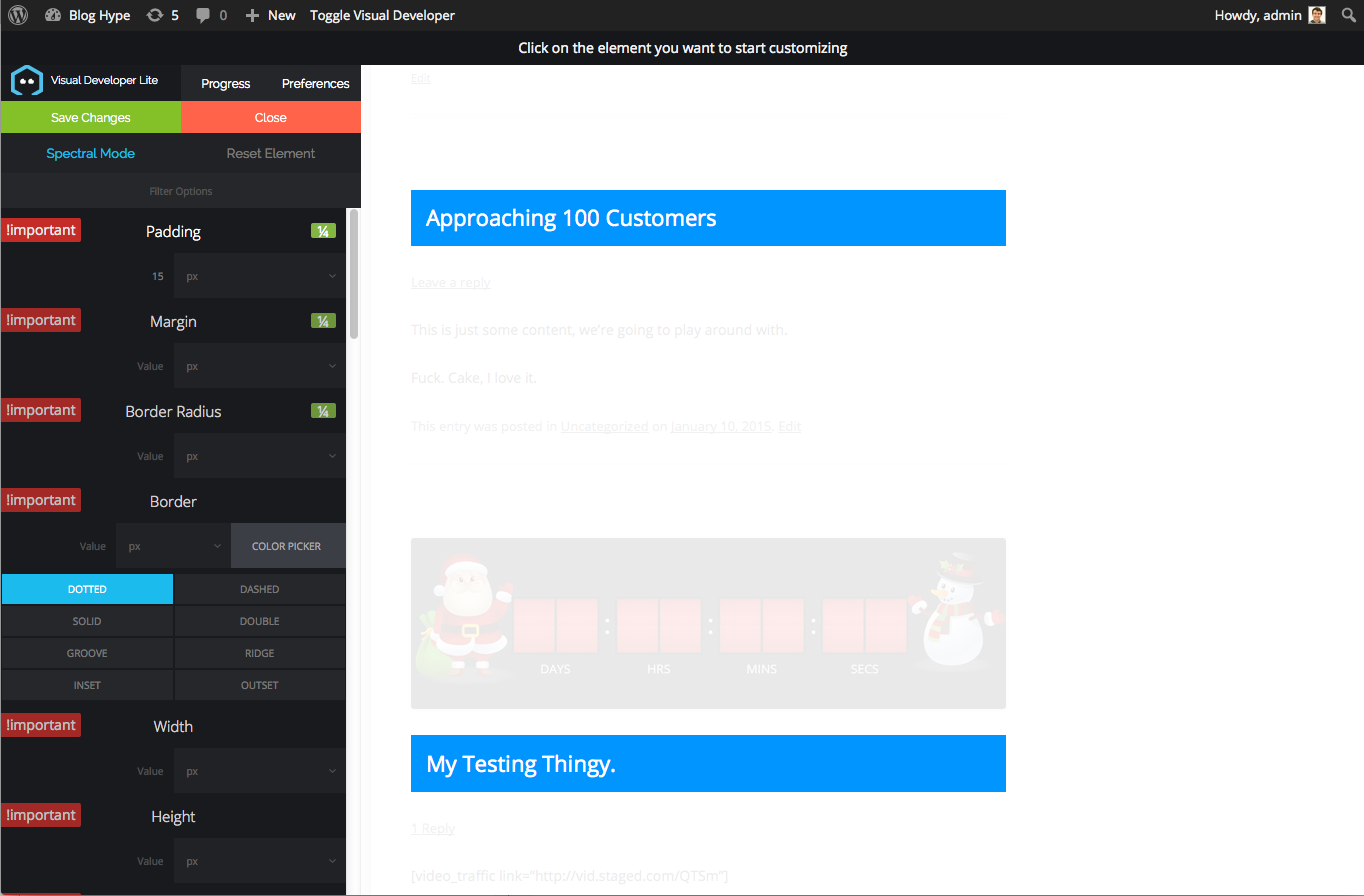 Blog Hype 5 0 New Toggle Visual Developer Howdy, admin
Click on the element you want to start customizing
Visual Developer Lite Progress Preferences
Save Changes Close
Spectral Mode Reset Element
Filter Options
!important Padding ¼
15 px
!important Margin ¼
Value px
!important Border Radius ¼
Value px
!important Border
Value px COLOR PICKER
DOTTED DASHED
SOLID DOUBLE
GROOVE RIDGE
INSET OUTSET
!important Width
Value px
!important Height
Value px
Edit
Approaching 100 Customers
Leave a reply
This is just some content, we're going to play around with.
Fuck. Cake, I love it.
This entry was posted in Uncategorized on January 10, 2015. Edit
: : :
DAYS HRS MINS SECS
My Testing Thingy.
1 Reply
[video_traffic link="http://vid.staged.com/QTSm"]